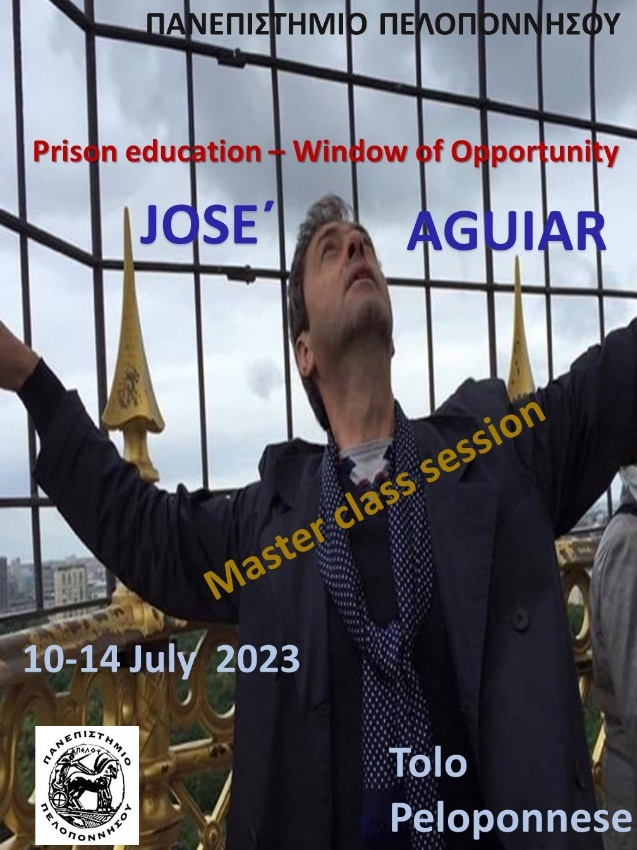 ΠΑΝΕΠΙΣΤΗΜΙΟ ΠΕΛΟΠΟΝΝΗΣΟΥ
Prison education – Window of Opportunity
JOSE΄ AGUIAR
Master class session
10-14 July 2023
Tolo
Peloponnese
ΠΑΝΕΠΙΣΤΗΜΙΟ
ΠΕΛΟΨ
ΠΕΛΟΠΟΝΝΗΣΟΥ